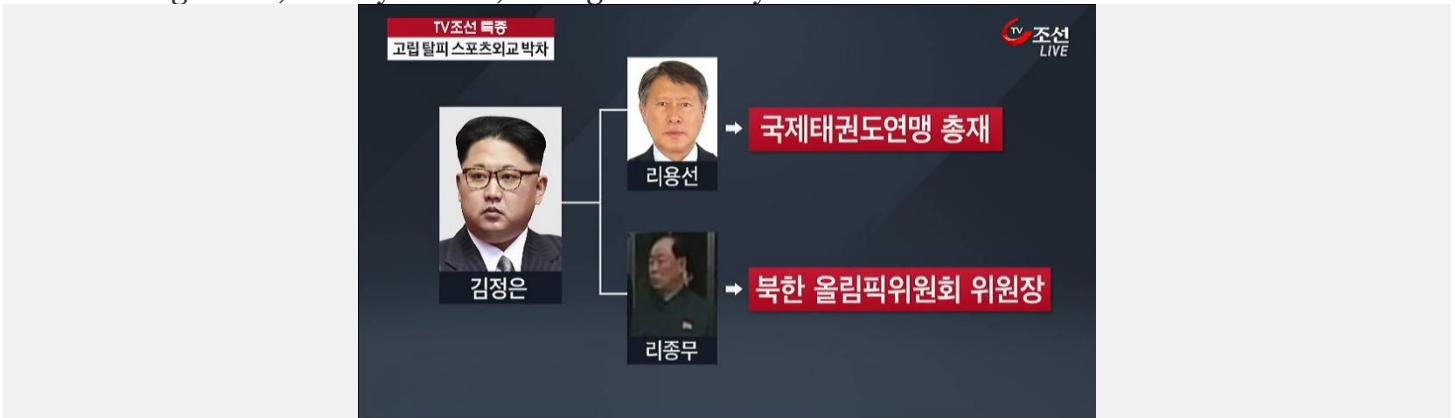 TV조선 특종
고립 탈피 스포츠외교 박차
TV 조선
LIVE
김정은
리용선
국제태권도연맹 총재
리종무
북한 올림픽위원회 위원장